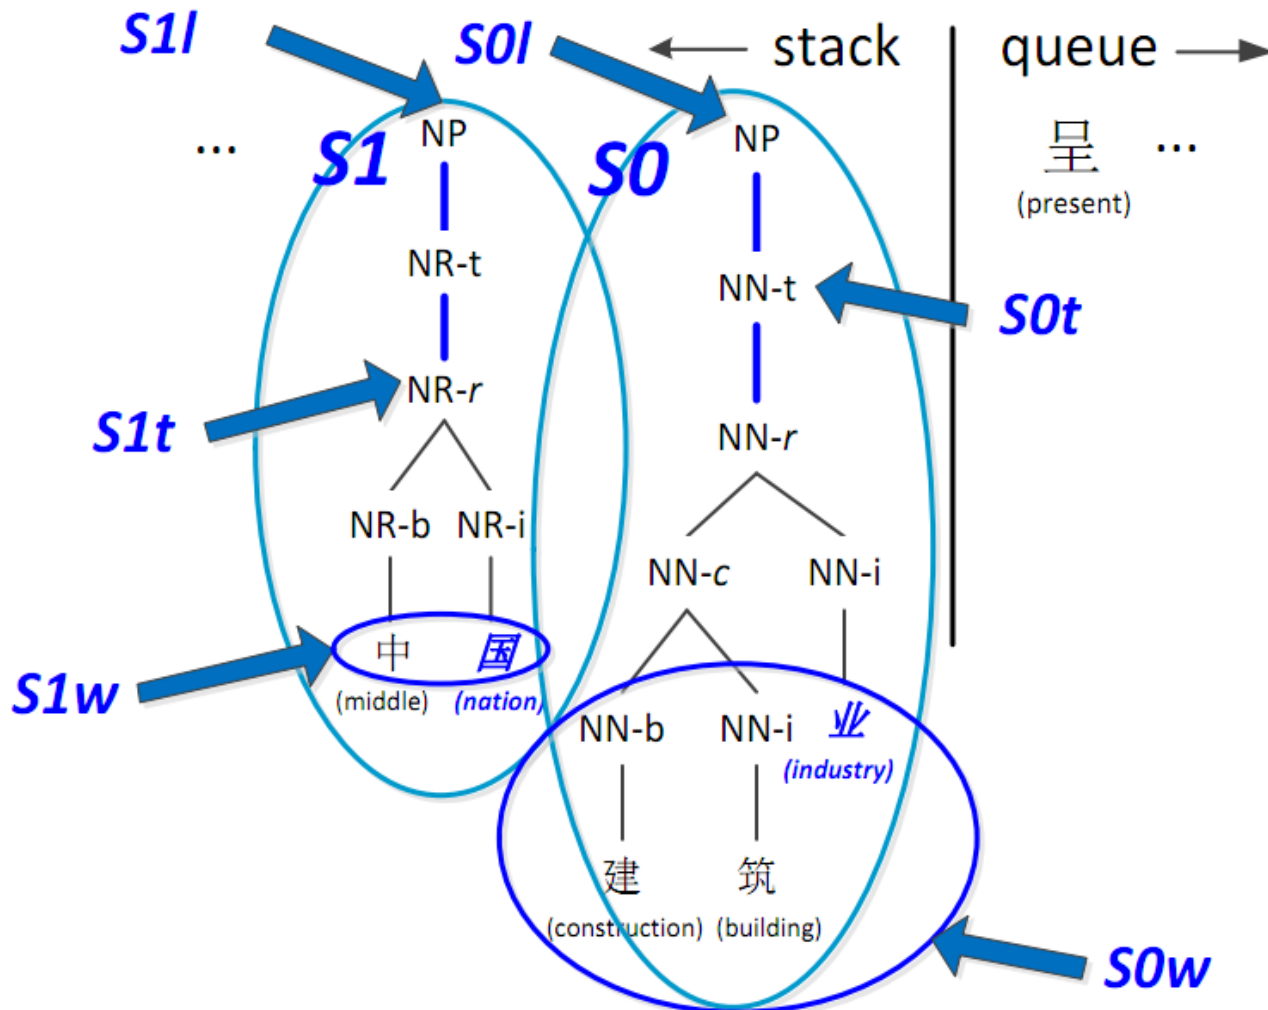 S1l S0l stack queue
... S1 NP S0 NP 呈 ...
(present)
NR-t NN-t S0t
S1t NR-r NN-r
NR-b NR-i NN-c NN-i
S1w 中 国 业
(middle) (nation) NN-b NN-i (industry)
建 筑
(construction) (building)
S0w